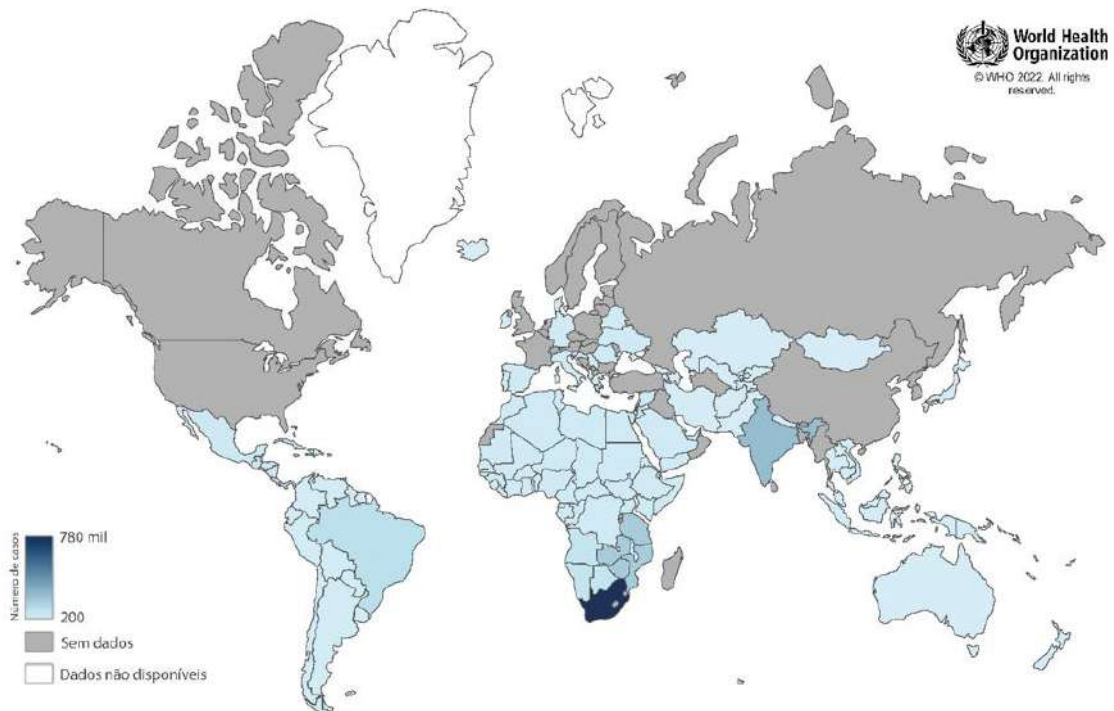 World Health
Organization
© WHO 2022. All rights
reserved.
Número de casos
780 mil
200
Sem dados
Dados não disponíveis